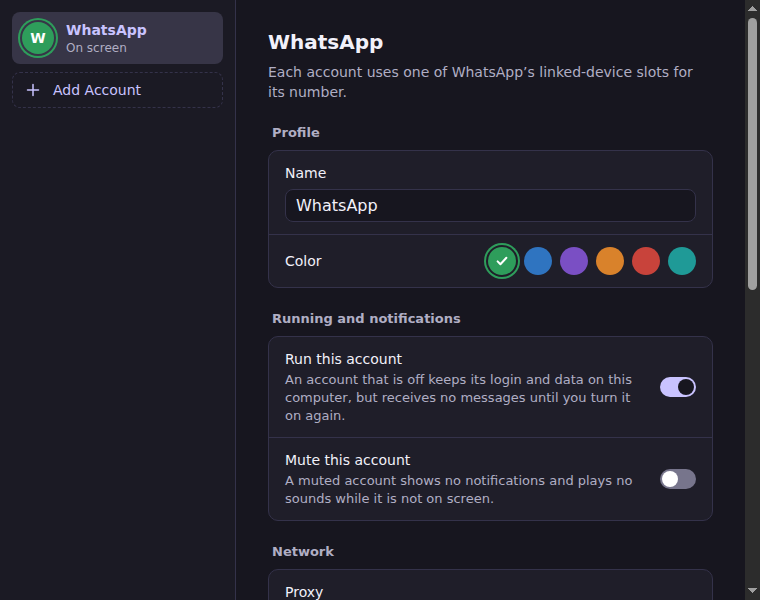 W
WhatsApp
On screen
Add Account
WhatsApp
Each account uses one of WhatsApp’s linked-device slots for
its number.
Profile
Name
WhatsApp
Color
Running and notifications
Run this account
An account that is off keeps its login and data on this
computer, but receives no messages until you turn it
on again.
Mute this account
A muted account shows no notifications and plays no
sounds while it is not on screen.
Network
Proxy